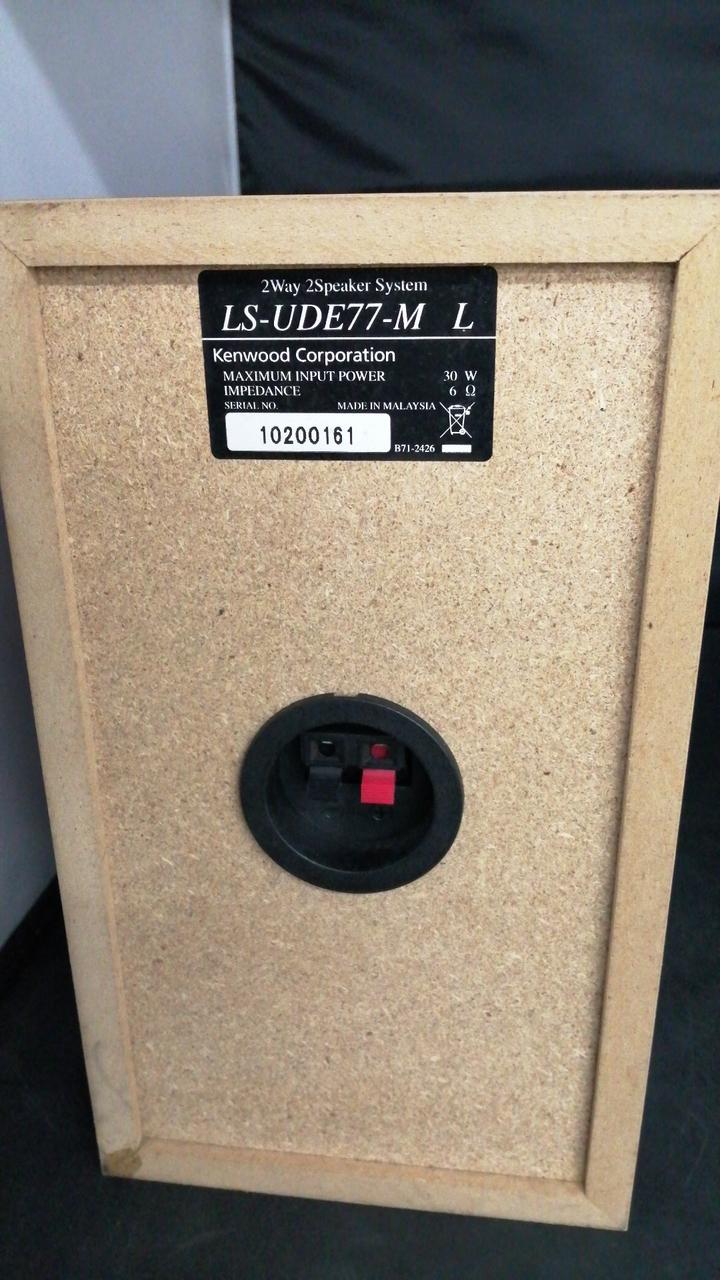 2Way 2Speaker System
LS-UDE77-M L
Kenwood Corporation
MAXIMUM INPUT POWER 30 W
IMPEDANCE 6 Ω
SERIAL NO. MADE IN MALAYSIA
10200161
B71-2426